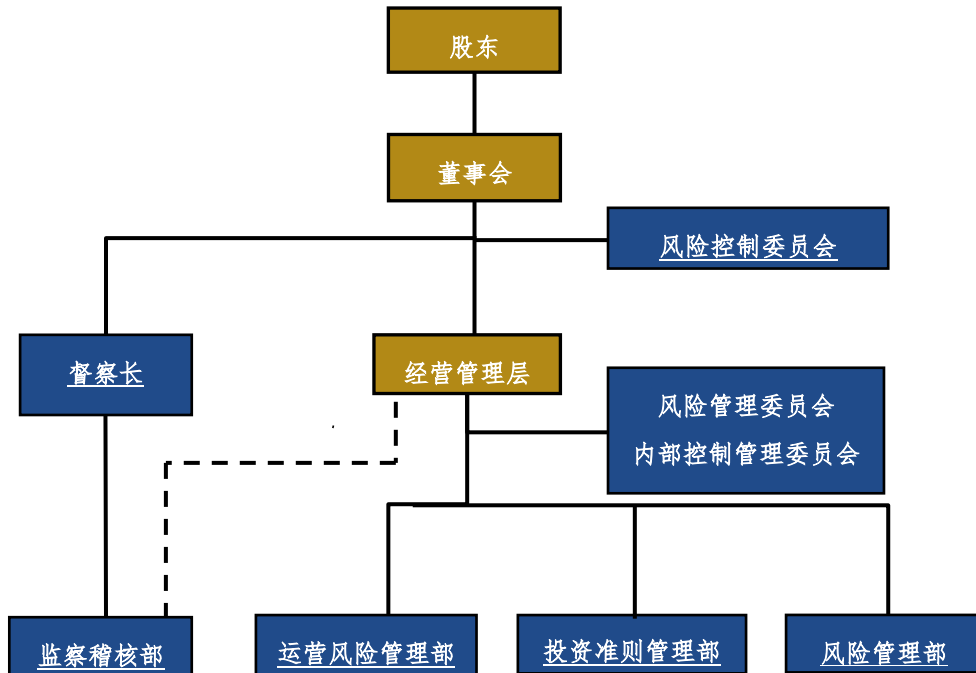 股东
董事会
风险控制委员会
督察长
经营管理层
风险管理委员会
内部控制管理委员会
监察稽核部
运营风险管理部
投资准则管理部
风险管理部